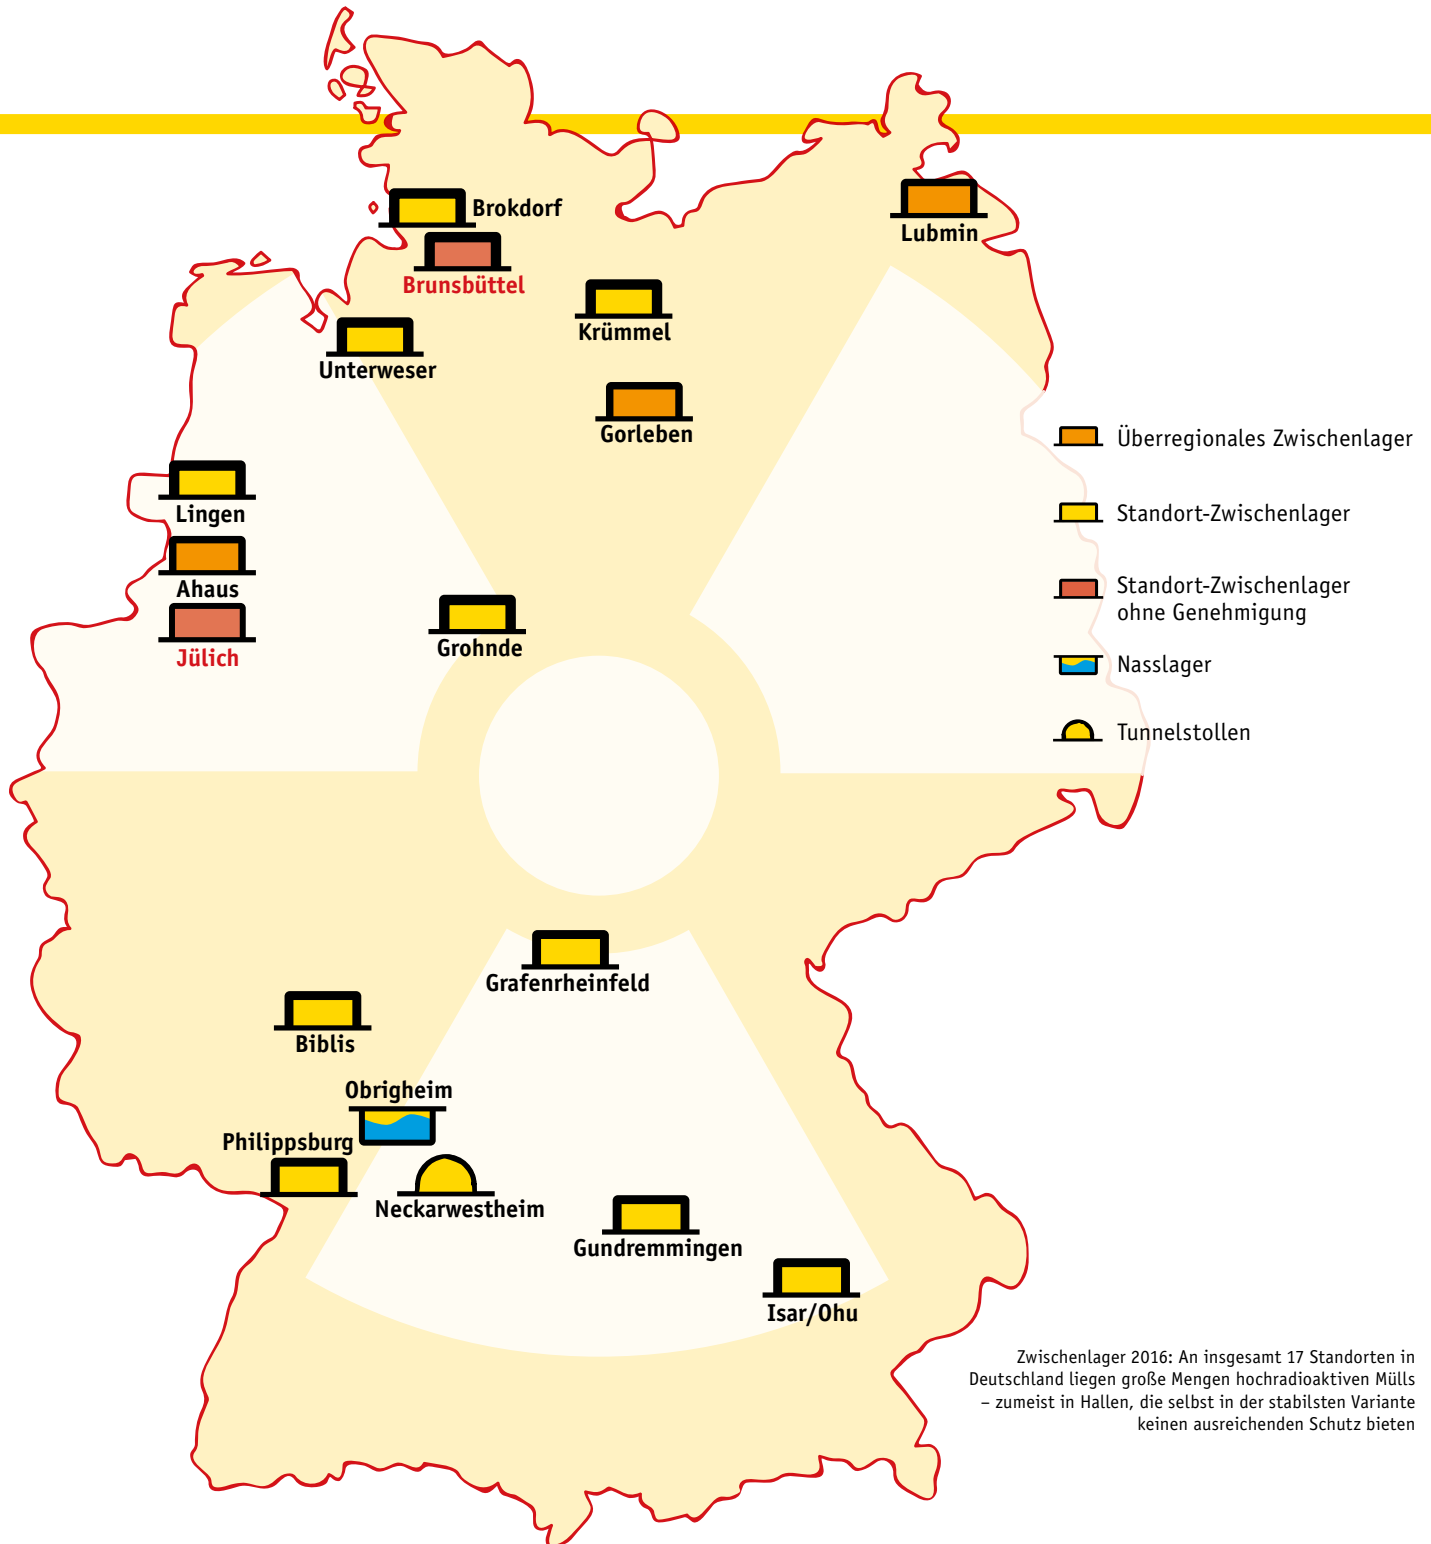 Brokdorf
Lubmin
Brunsbüttel
Krümmel
Unterweser
Gorleben
Überregionales Zwischenlager
Standort-Zwischenlager
Standort-Zwischenlager
ohne Genehmigung
Nasslager
Tunnelstollen
Lingen
Ahaus
Jülich
Grohnde
Grafenrheinfeld
Biblis
Obrigheim
Philippsburg
Neckarwestheim
Gundremmingen
Isar/Ohu
Zwischenlager 2016: An insgesamt 17 Standorten in
Deutschland liegen große Mengen hochradioaktiven Mülls
– zumeist in Hallen, die selbst in der stabilsten Variante
keinen ausreichenden Schutz bieten